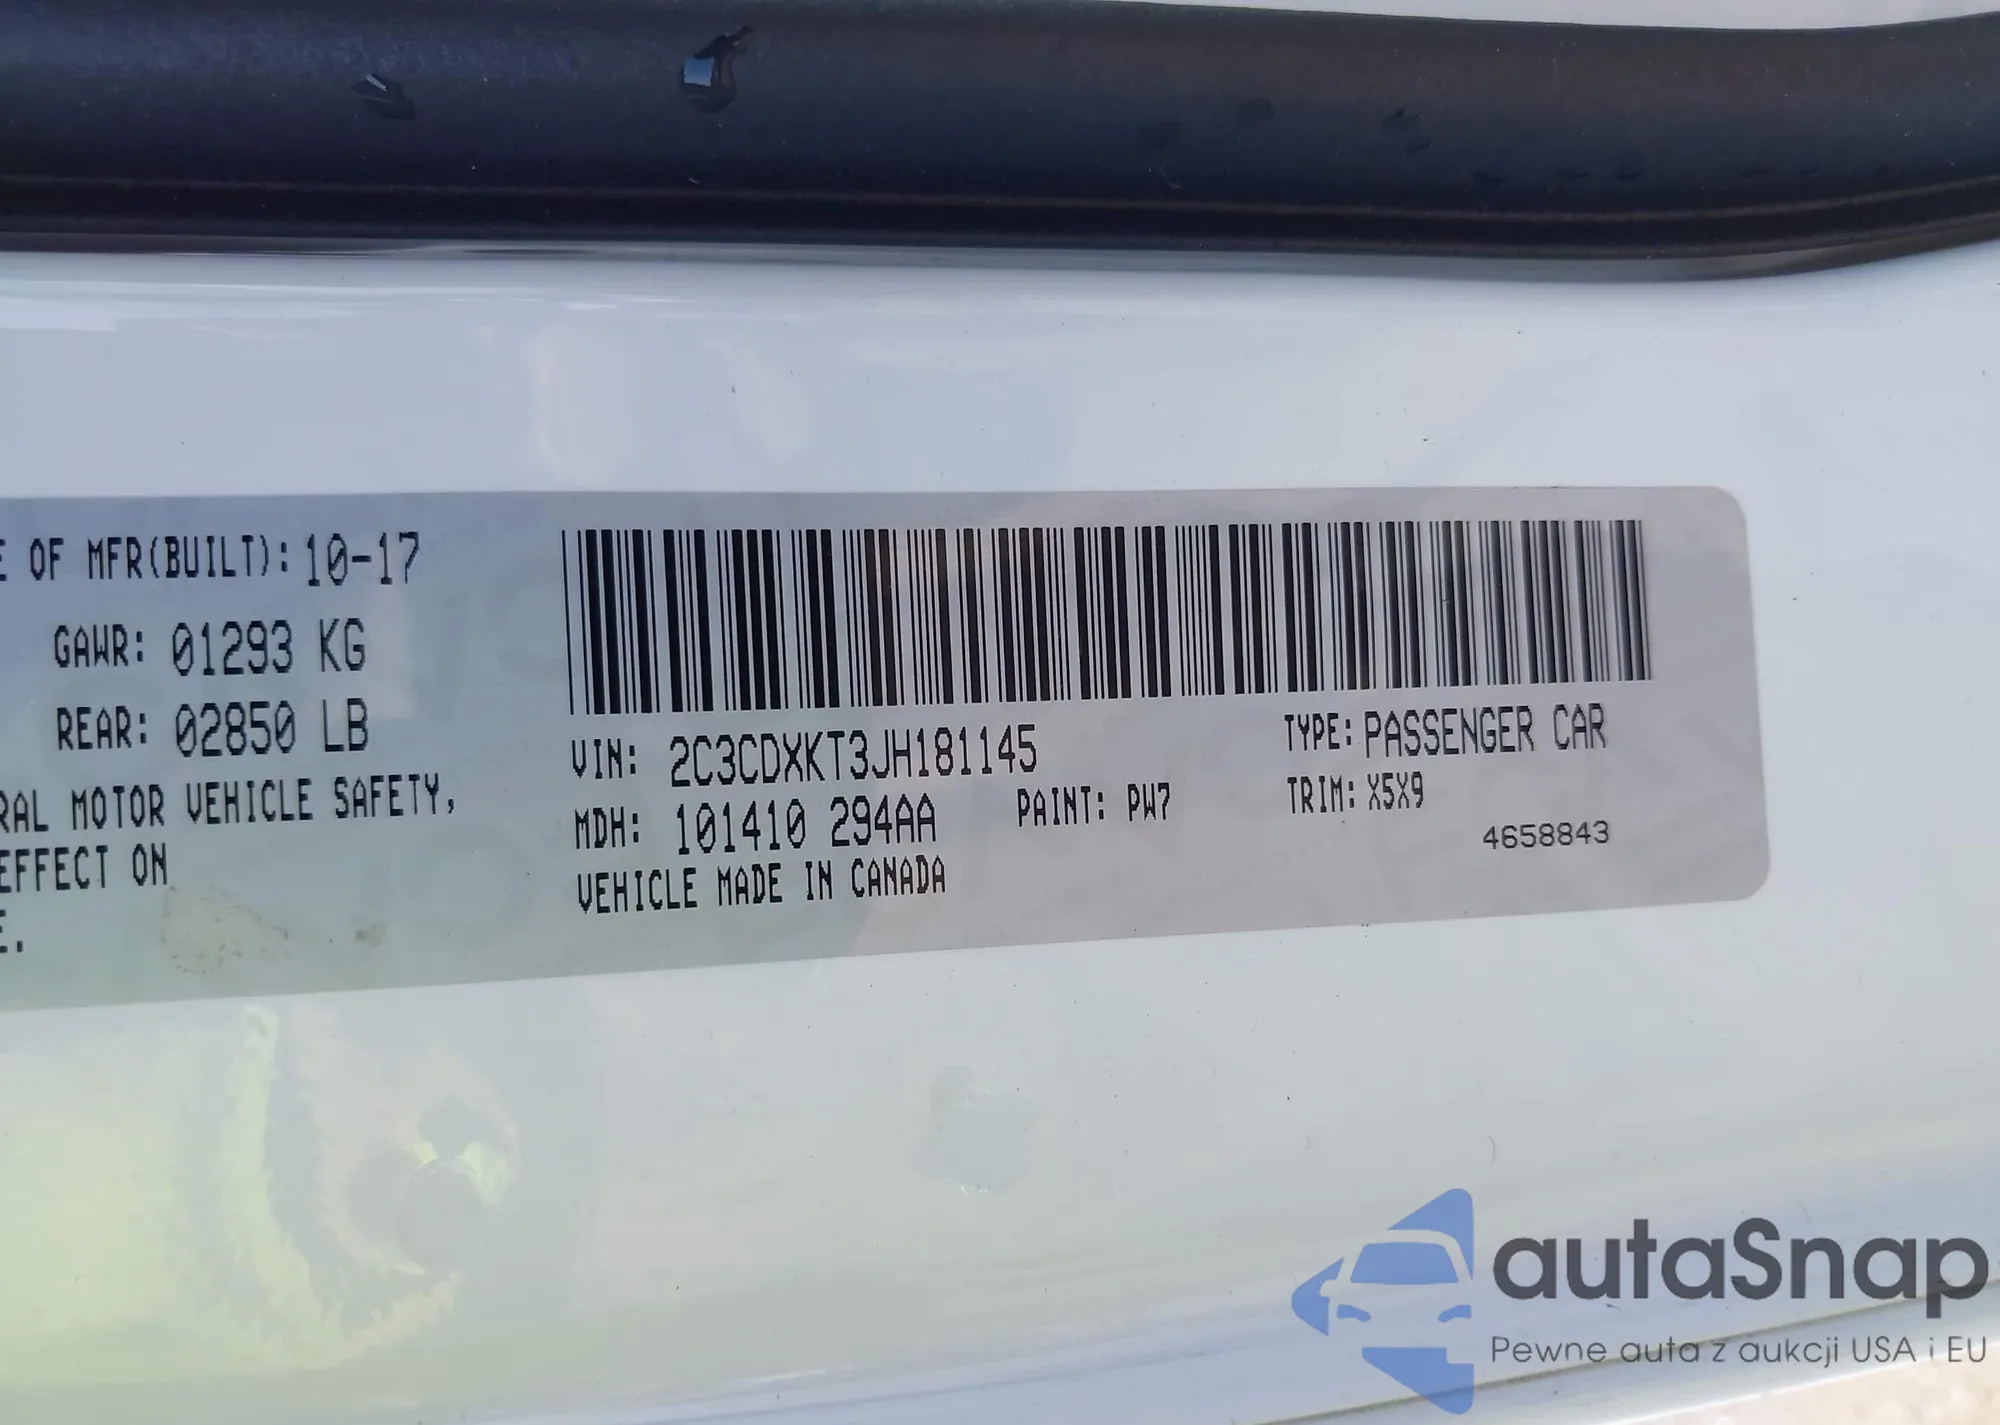 OF MFR(BUILT): 10-17
GAWR: 01293 KG
REAR: 02850 LB
RAL MOTOR VEHICLE SAFETY,
EFFECT ON
E.
VIN: 2C3CDXKT3JH181145
TYPE: PASSENGER CAR
MDH: 101410 294AA
PAINT: PW7
TRIM: X5X9
4658843
VEHICLE MADE IN CANADA
autaSnap
Pewne auta z aukcji USA i EU